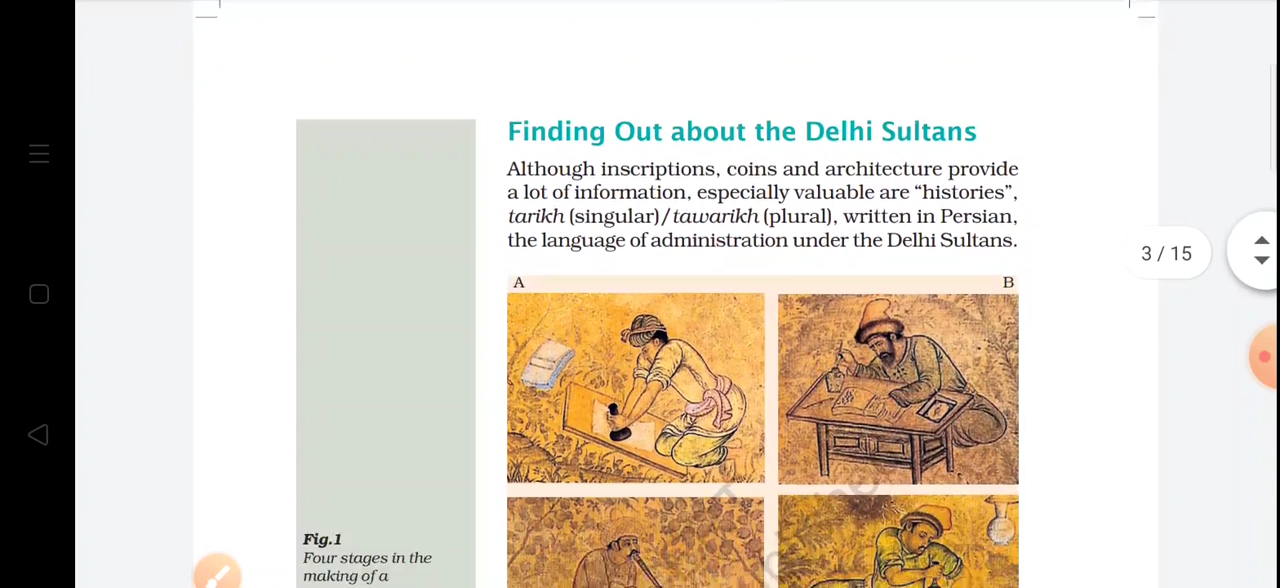 Finding Out about the Delhi Sultans
Although inscriptions, coins and architecture provide
a lot of information, especially valuable are “histories”,
tarikh (singular)/tawarikh (plural), written in Persian,
the language of administration under the Delhi Sultans.
3 / 15
A B
Fig.1
Four stages in the
making of a